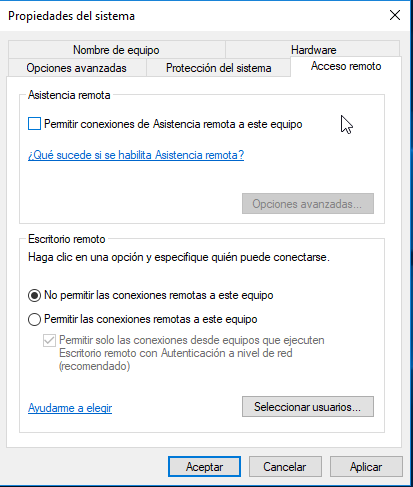 Propiedades del sistema
Nombre de equipo
Hardware
Opciones avanzadas
Protección del sistema
Acceso remoto
Asistencia remota
Permitir conexiones de Asistencia remota a este equipo
¿Qué sucede si se habilita Asistencia remota?
Opciones avanzadas...
Escritorio remoto
Haga clic en una opción y especifique quién puede conectarse.
No permitir las conexiones remotas a este equipo
Permitir las conexiones remotas a este equipo
Permitir solo las conexiones desde equipos que ejecuten
Escritorio remoto con Autenticación a nivel de red
(recomendado)
Ayudarme a elegir
Seleccionar usuarios...
Aceptar
Cancelar
Aplicar